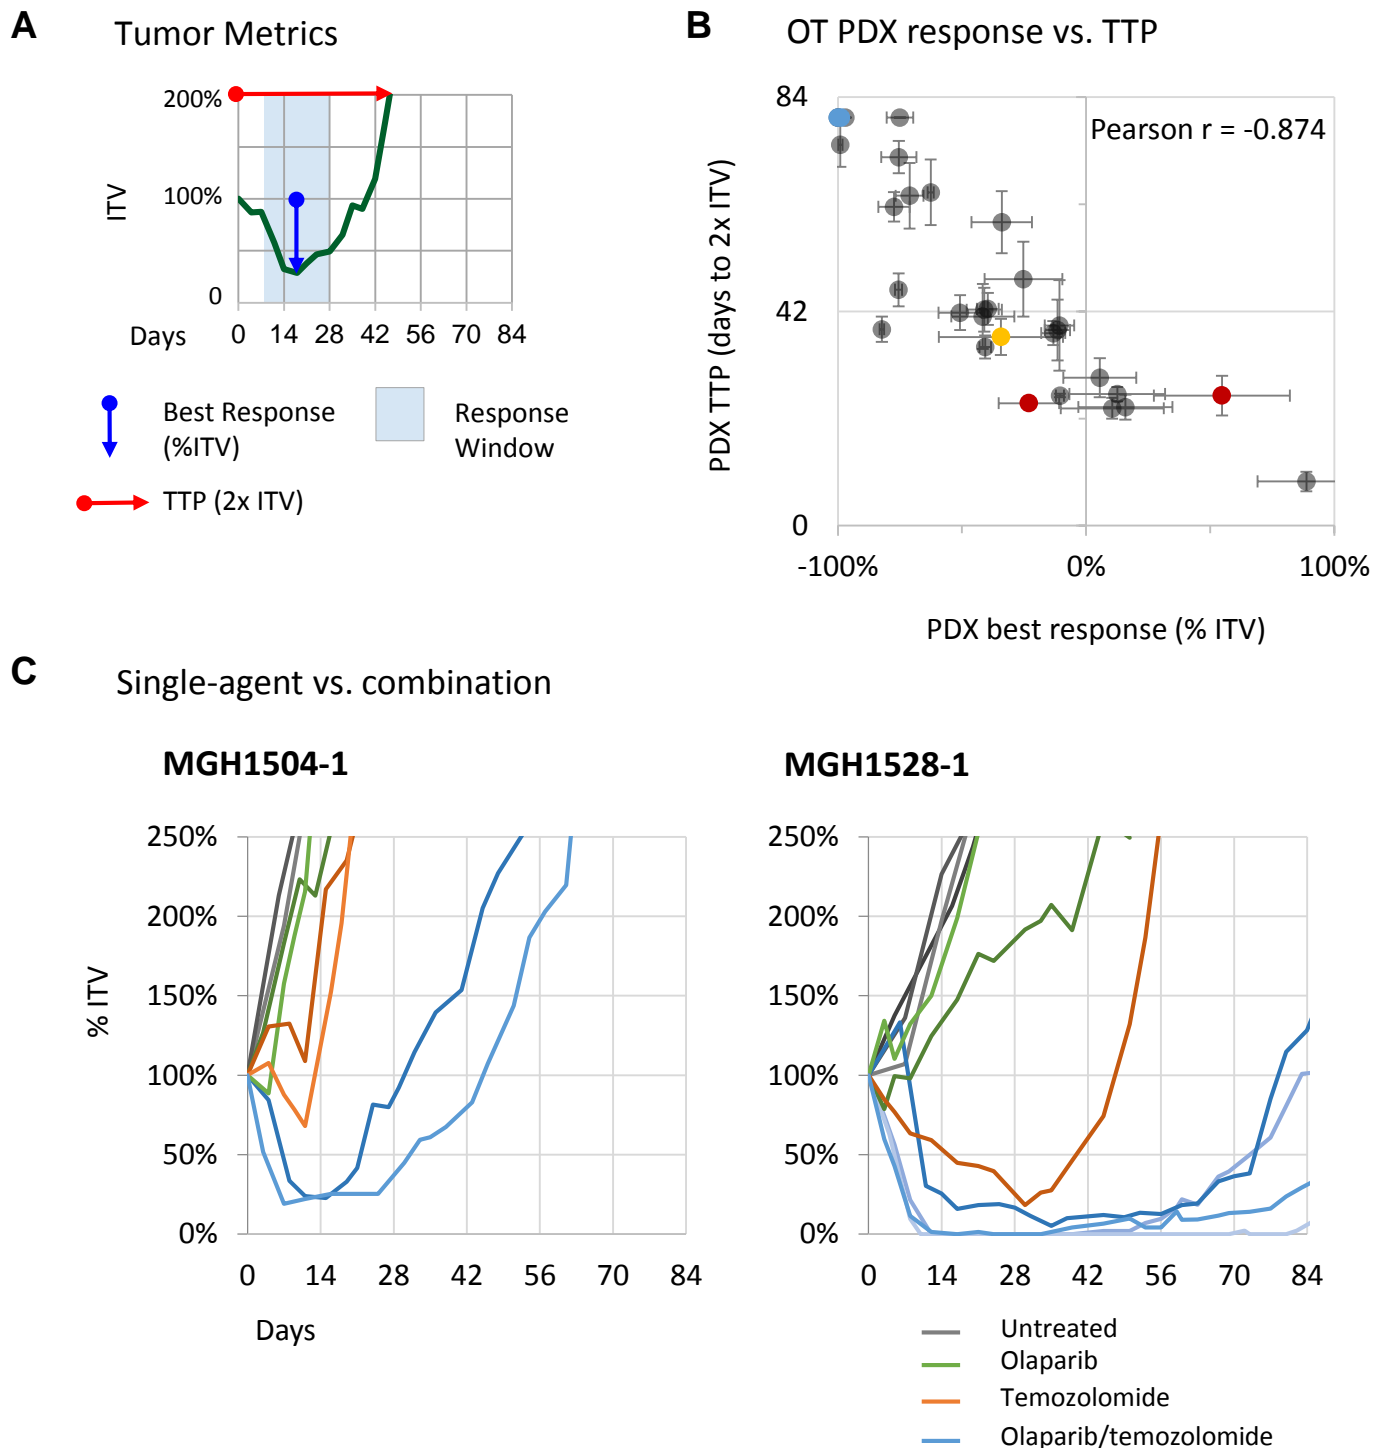 A
Tumor Metrics
200%
100%
0
ITV
0 14 28 42 56 70 84
Days
Best Response
(%ITV)
Response
Window
TTP (2x ITV)
B
OT PDX response vs. TTP
84
42
0
PDX TTP (days to 2x ITV)
Pearson r = -0.874
-100% 0% 100%
PDX best response (% ITV)
C
Single-agent vs. combination
MGH1504-1
250%
200%
150%
100%
50%
0%
% ITV
0 14 28 42 56 70 84
Days
MGH1528-1
250%
200%
150%
100%
50%
0%
0 14 28 42 56 70 84
Untreated
Olaparib
Temozolomide
Olaparib/temozolomide